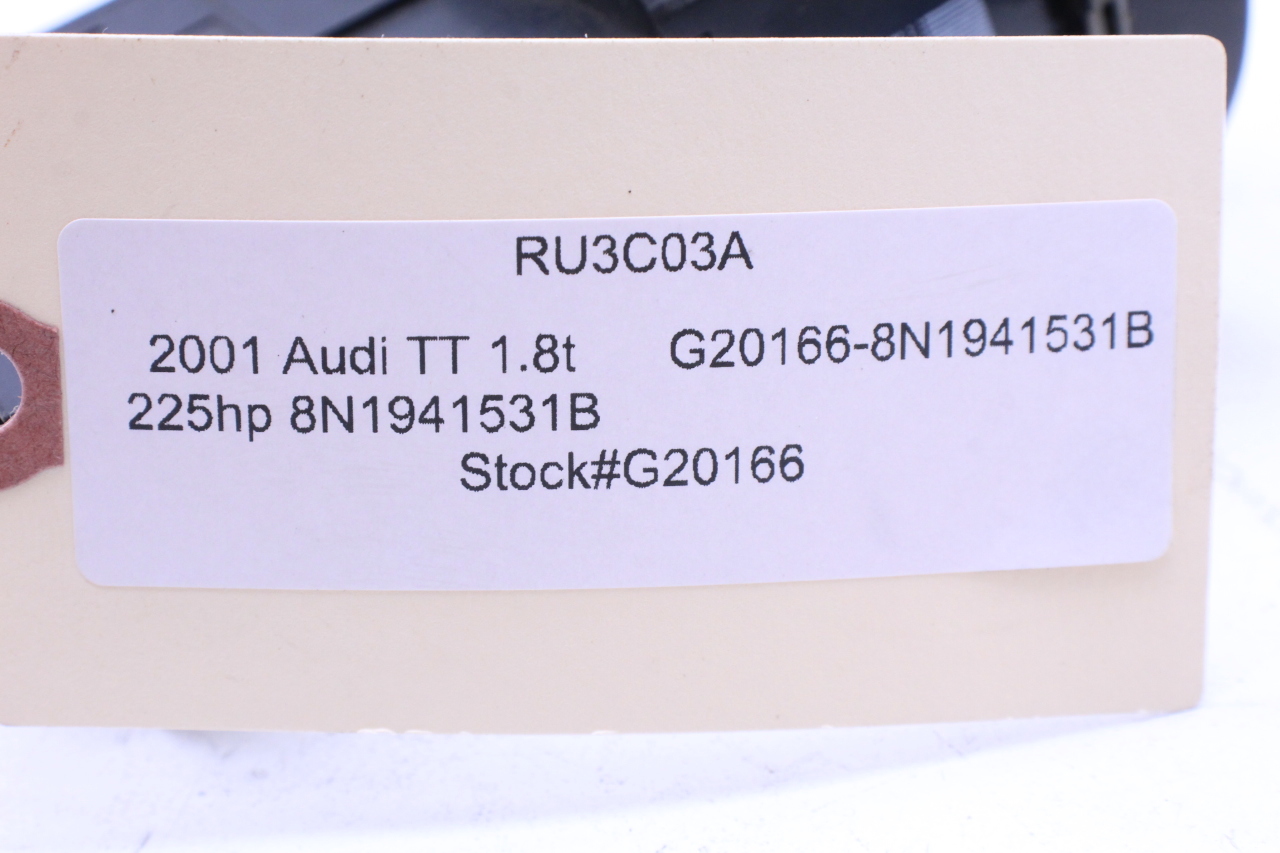 RU3C03A
2001 Audi TT 1.8t G20166-8N1941531B
225hp 8N1941531B
Stock#G20166